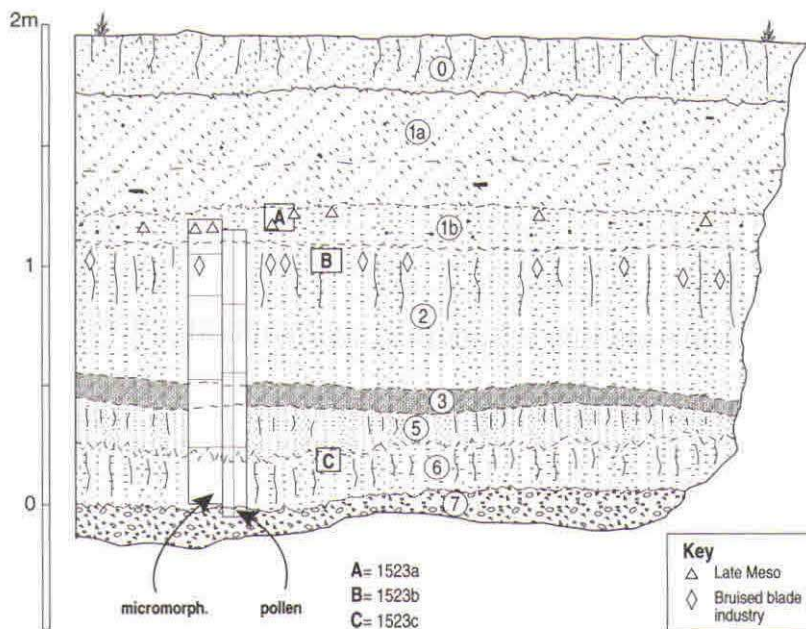 2m
0
1a
A
1b
B
1
2
3
5
C
6
0
7
A= 1523a
B= 1523b
C= 1523c
micromorph.
pollen
Key
Late Meso
Bruised blade
industry